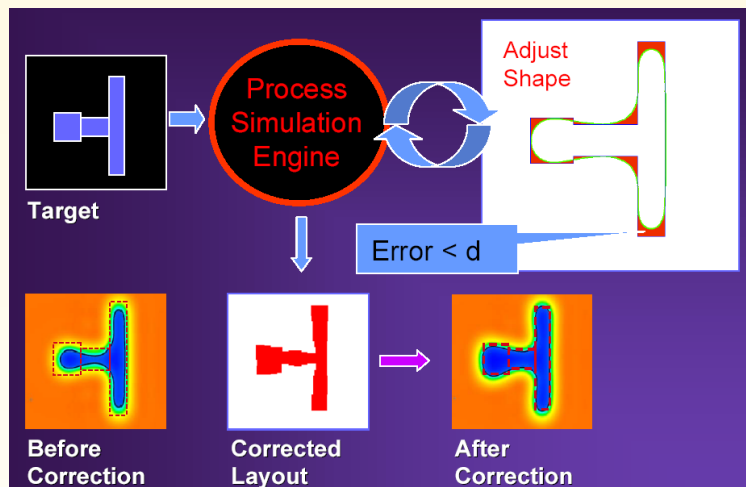 Process
Simulation
Engine
Adjust
Shape
Target
Error < d
Before
Correction
Corrected
Layout
After
Correction